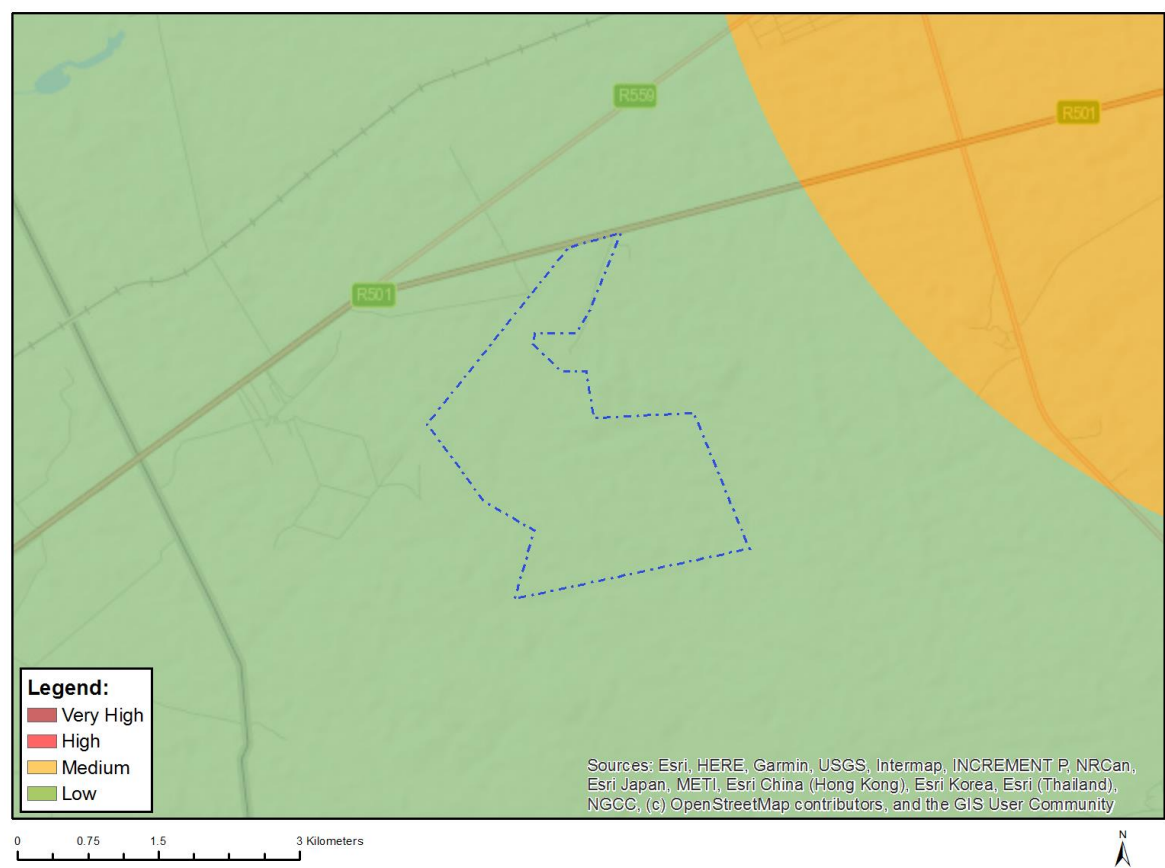 R559
R501
R501
Legend:
Very High
High
Medium
Low
Sources: Esri, HERE, Garmin, USGS, Intermap, INCREMENT P, NRCan,
Esri Japan, METI, Esri China (Hong Kong), Esri Korea, Esri (Thailand),
NGCC, (c) OpenStreetMap contributors, and the GIS User Community
0 0.75 1.5 3 Kilometers
N